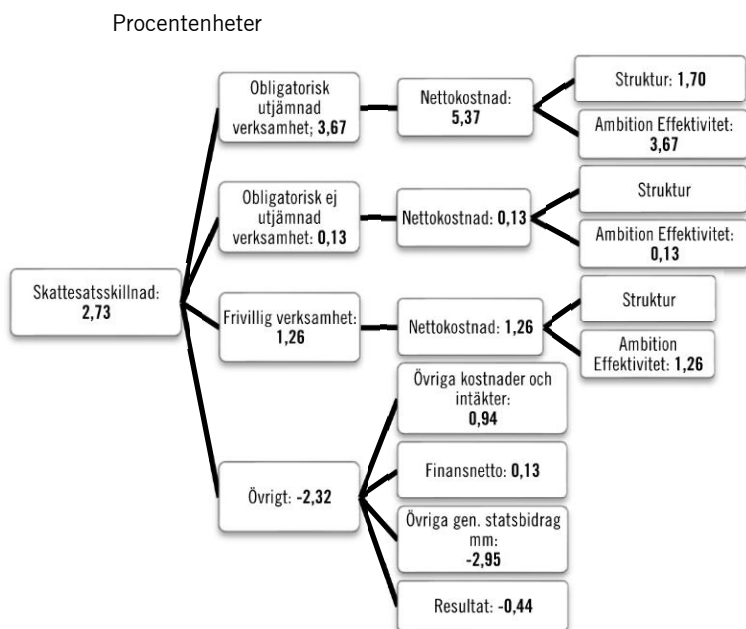 Procentenheter
Skattesatsskillnad:
2,73
Obligatorisk
utjämnad
verksamhet; 3,67
Nettokostnad:
5,37
Struktur: 1,70
Ambition Effektivitet:
3,67
Obligatorisk ej
utjämnad
verksamhet: 0,13
Nettokostnad: 0,13
Struktur
Ambition Effektivitet:
0,13
Frivillig verksamhet:
1,26
Nettokostnad: 1,26
Struktur
Ambition
Effektivitet: 1,26
Övrigt: -2,32
Övriga kostnader och
intäkter:
0,94
Finansnetto: 0,13
Övriga gen. statsbidrag
mm:
-2,95
Resultat: -0,44